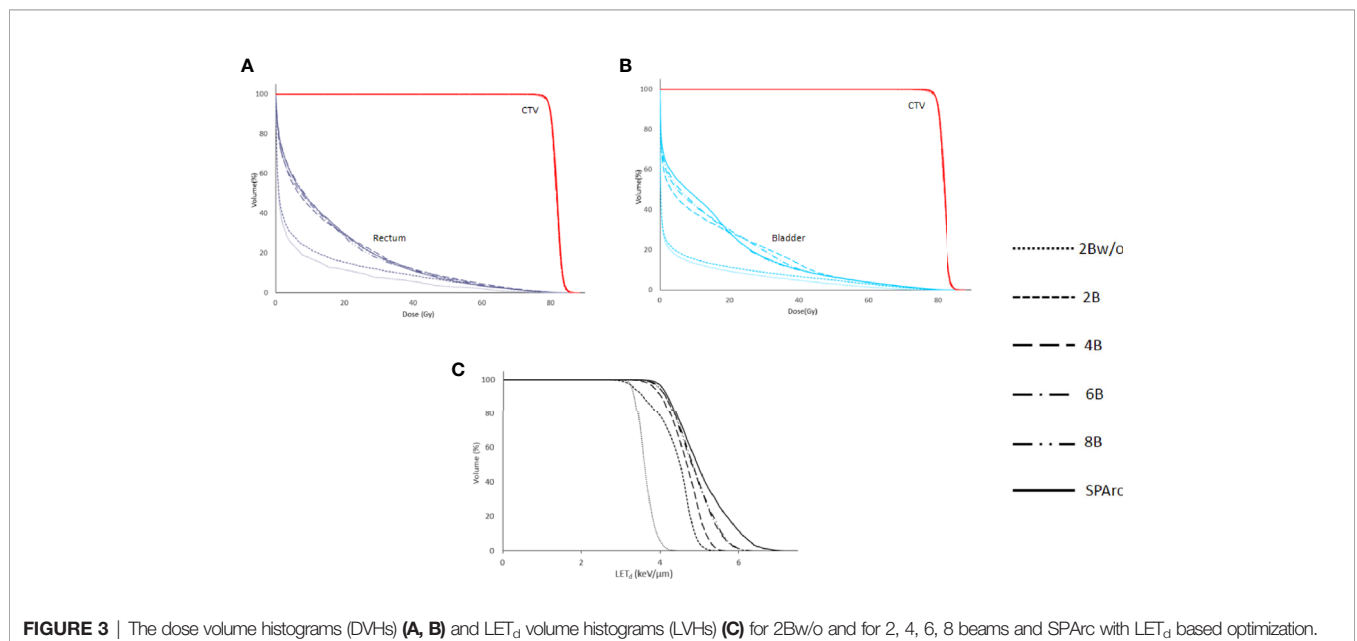 A
Volume(%)
100
80
60
40
20
0
0 20 40 60 80
Dose (Gy)
CTV
Rectum
B
Volume(%)
100
80
60
40
20
0
0 20 40 60 80
Dose(Gy)
CTV
Bladder
C
Volume (%)
100
80
60
40
20
0
0 2 4 6
LETd (keV/μm)
2Bw/o
2B
4B
6B
8B
SPArc
FIGURE 3 | The dose volume histograms (DVHs) (A, B) and LETd volume histograms (LVHs) (C) for 2Bw/o and for 2, 4, 6, 8 beams and SPArc with LETd based optimization.